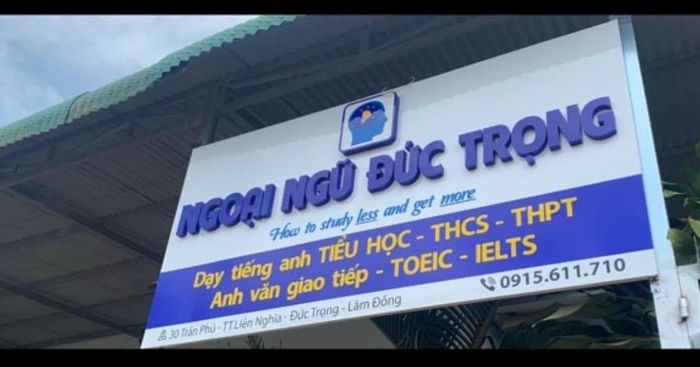 NGOẠI NGỮ ĐỨC TRỌNG
How to study less and get more
Dạy tiếng anh TIỂU HỌC - THCS - THPT
Anh văn giao tiếp - TOEIC - IELTS
30 Trần Phú - TT.Liên Nghĩa - Đức Trọng - Lâm Đồng
0915.611.710